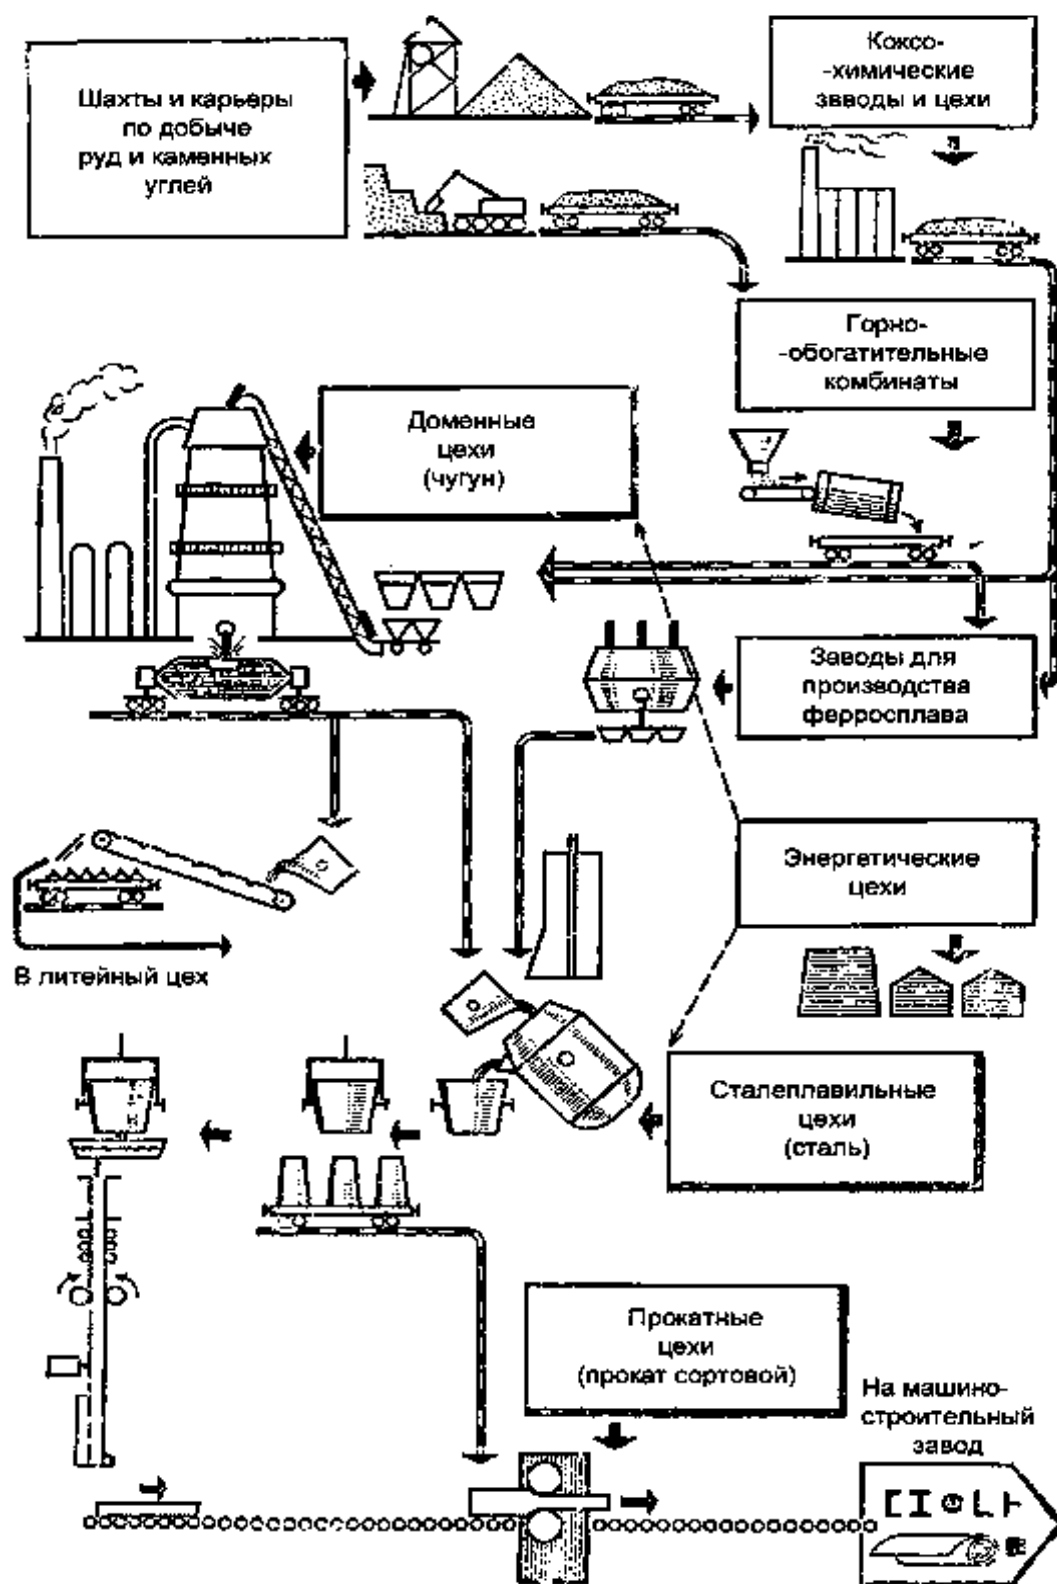 Шахты и карьеры
по добыче
руд и каменных
углей
Коксо-
-химические
заводы и цехи
Горно-
-обогатительные
комбинаты
Доменные
цехи
(чугун)
Заводы для
производства
ферросплава
Энергетические
цехи
В литейный цех
Сталеплавильные
цехи
(сталь)
Прокатные
цехи
(прокат сортовой)
На машино-
строительный
завод